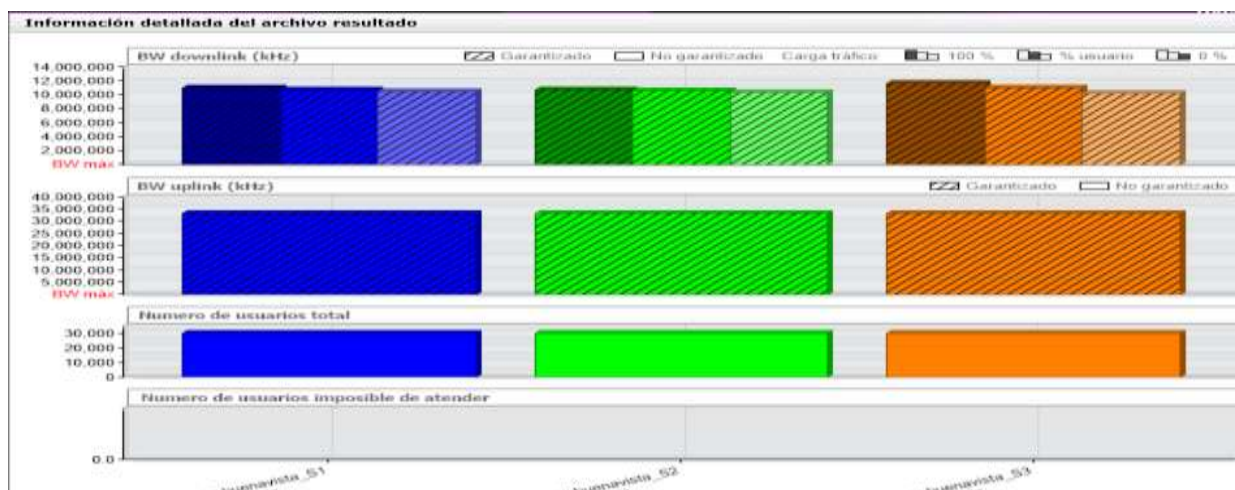 Información detallada del archivo resultado
BW downlink (kHz) Garantizado No garantizado Carga tráfico 100 % % usuario 0 %
14,000,000
12,000,000
10,000,000
8,000,000
6,000,000
4,000,000
2,000,000
BW máx
BW uplink (kHz) Garantizado No garantizado
40,000,000
35,000,000
30,000,000
25,000,000
20,000,000
15,000,000
10,000,000
5,000,000
BW máx
Numero de usuarios total
30,000
20,000
10,000
0
Numero de usuarios imposible de atender
0.0
buenavista_S1 buenavista_S2 buenavista_S3